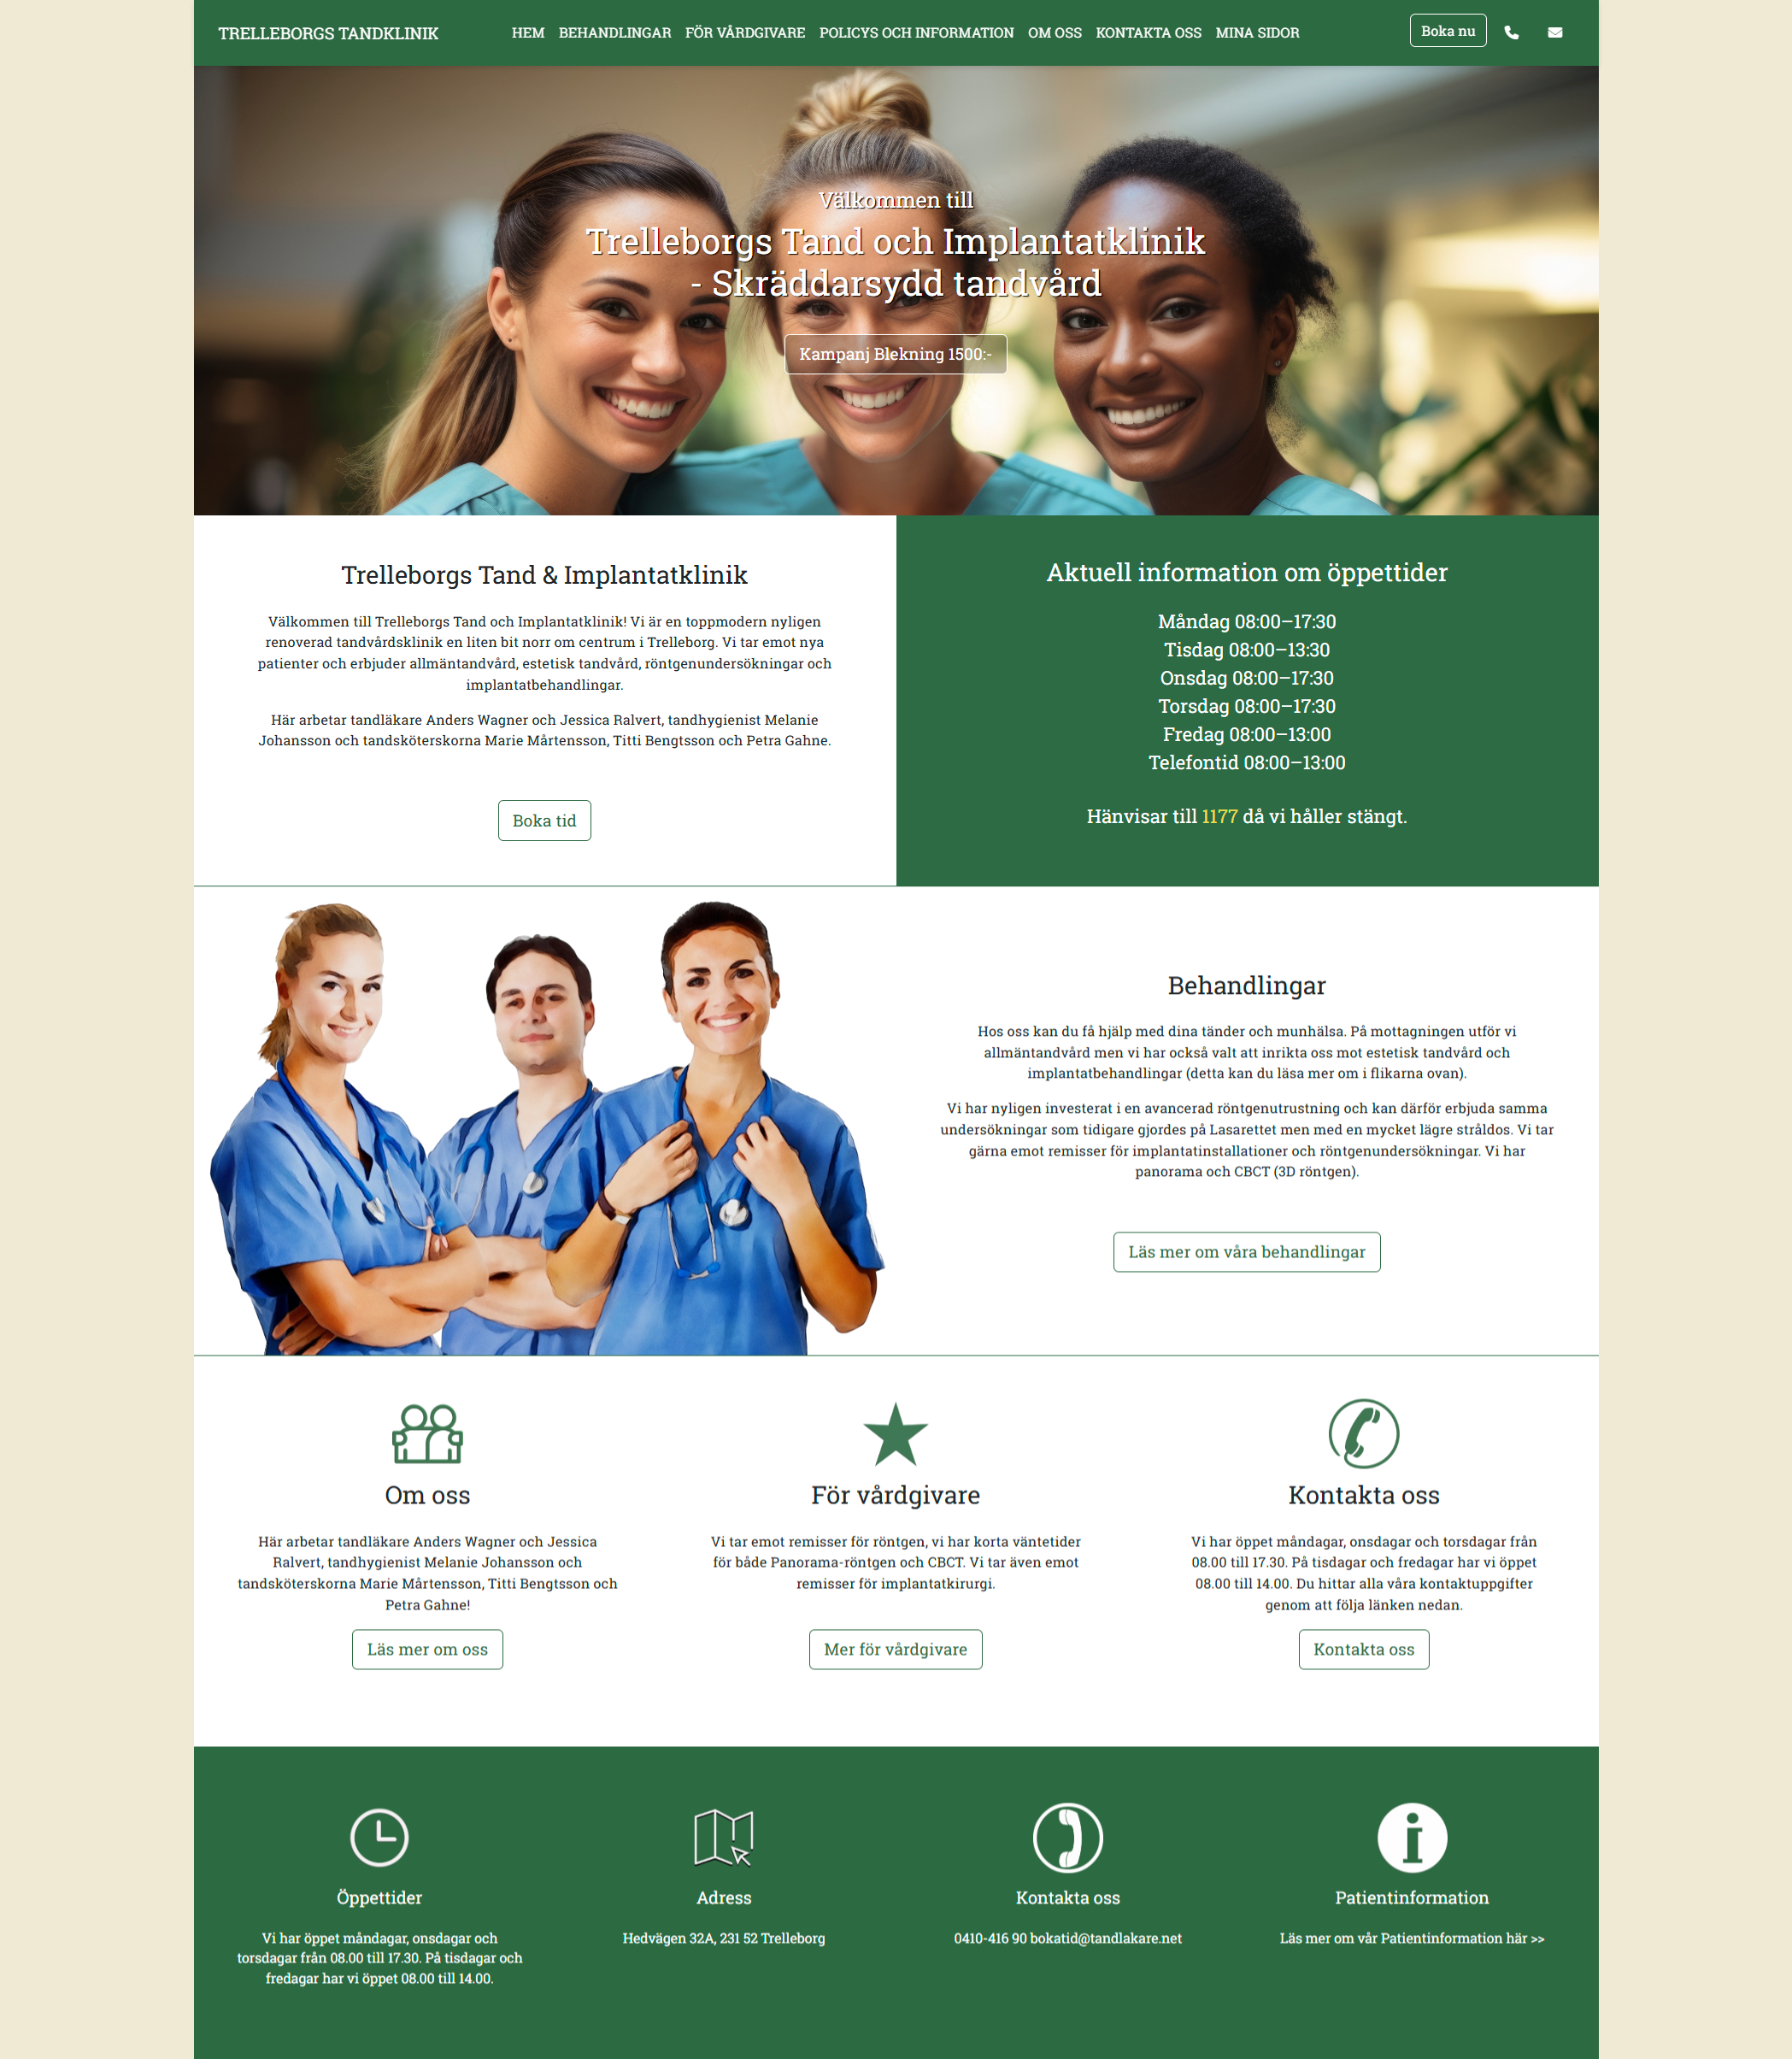 TRELLEBORGS TANDKLINIK
HEM BEHANDLINGAR FÖR VÅRDGIVARE POLICYS OCH INFORMATION OM OSS KONTAKTA OSS MINA SIDOR
Boka nu
Välkommen till
Trelleborgs Tand och Implantatklinik
- Skräddarsydd tandvård
Kampanj Blekning 1500:-
Trelleborgs Tand & Implantatklinik
Välkommen till Trelleborgs Tand och Implantatklinik! Vi är en toppmodern nyligen
renoverad tandvårdsklinik en liten bit norr om centrum i Trelleborg. Vi tar emot nya
patienter och erbjuder allmäntandvård, estetisk tandvård, röntgenundersökningar och
implantatbehandlingar.
Här arbetar tandläkare Anders Wagner och Jessica Ralvert, tandhygienist Melanie
Johansson och tandsköterskorna Marie Mårtensson, Titti Bengtsson och Petra Gahne.
Boka tid
Aktuell information om öppettider
Måndag 08:00–17:30
Tisdag 08:00–13:30
Onsdag 08:00–17:30
Torsdag 08:00–17:30
Fredag 08:00–13:00
Telefontid 08:00–13:00
Hänvisar till 1177 då vi håller stängt.
Behandlingar
Hos oss kan du få hjälp med dina tänder och munhälsa. På mottagningen utför vi
allmäntandvård men vi har också valt att inrikta oss mot estetisk tandvård och
implantatbehandlingar (detta kan du läsa mer om i flikarna ovan).
Vi har nyligen investerat i en avancerad röntgenutrustning och kan därför erbjuda samma
undersökningar som tidigare gjordes på Lasarettet men med en mycket lägre stråldos. Vi tar
gärna emot remisser för implantatinstallationer och röntgenundersökningar. Vi har
panorama och CBCT (3D röntgen).
Läs mer om våra behandlingar
Om oss
Här arbetar tandläkare Anders Wagner och Jessica
Ralvert, tandhygienist Melanie Johansson och
tandsköterskorna Marie Mårtensson, Titti Bengtsson och
Petra Gahne!
Läs mer om oss
För vårdgivare
Vi tar emot remisser för röntgen, vi har korta väntetider
för både Panorama-röntgen och CBCT. Vi tar även emot
remisser för implantatkirurgi.
Mer för vårdgivare
Kontakta oss
Vi har öppet måndagar, onsdagar och torsdagar från
08.00 till 17.30. På tisdagar och fredagar har vi öppet
08.00 till 14.00. Du hittar alla våra kontaktuppgifter
genom att följa länken nedan.
Kontakta oss
Öppettider
Vi har öppet måndagar, onsdagar och
torsdagar från 08.00 till 17.30. På tisdagar och
fredagar har vi öppet 08.00 till 14.00.
Adress
Hedvägen 32A, 231 52 Trelleborg
Kontakta oss
0410-416 90 bokatid@tandlakare.net
Patientinformation
Läs mer om vår Patientinformation här >>